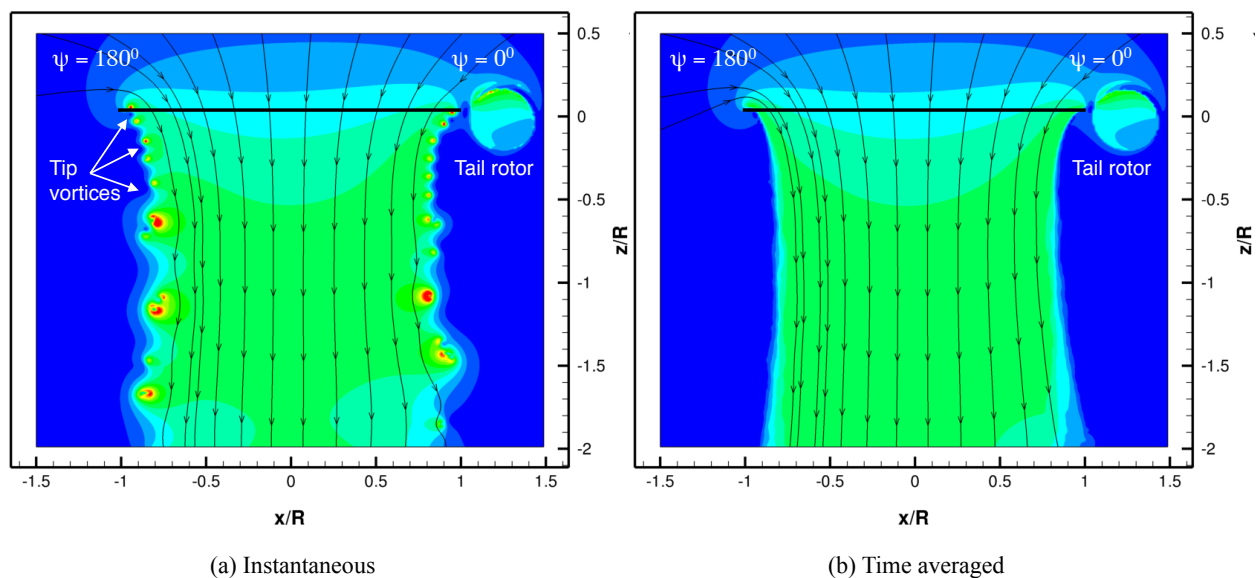 ψ = 180⁰
ψ = 0⁰
Tip
vortices
Tail rotor
0.5
0
-0.5
-1
-1.5
-2
z/R
-1.5 -1 -0.5 0 0.5 1 1.5
x/R
(a) Instantaneous
ψ = 180⁰
ψ = 0⁰
Tail rotor
0.5
0
-0.5
-1
-1.5
-2
z/R
-1.5 -1 -0.5 0 0.5 1 1.5
x/R
(b) Time averaged